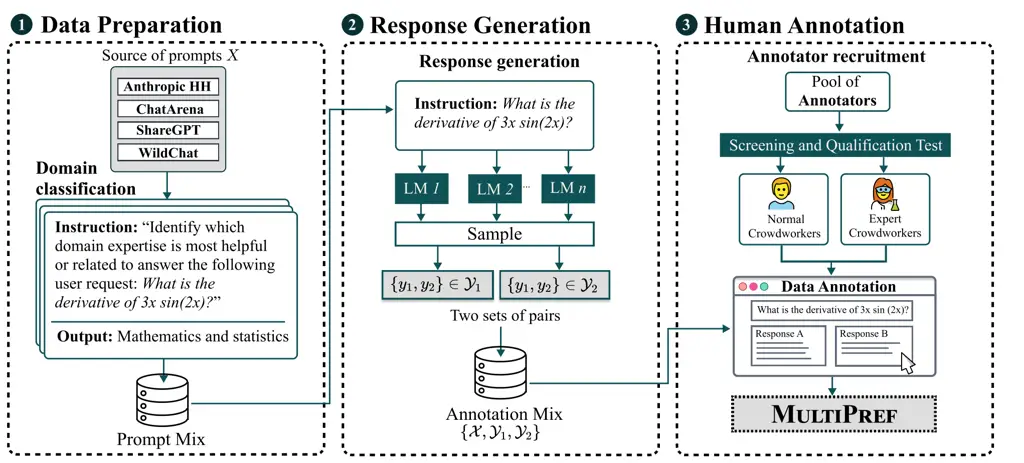 1 Data Preparation
Source of prompts X
Anthropic HH
ChatArena
ShareGPT
WildChat
Domain
classification
Instruction: “Identify which
domain expertise is most helpful
or related to answer the following
user request: What is the
derivative of 3x sin(2x)?”
Output: Mathematics and statistics
Prompt Mix
2 Response Generation
Response generation
Instruction: What is the
derivative of 3x sin(2x)?
LM 1
LM 2
...
LM n
Sample
{y₁, y₂} ∈ 𝒴₁
{y₁, y₂} ∈ 𝒴₂
Two sets of pairs
Annotation Mix
{𝒳, 𝒴₁, 𝒴₂}
3 Human Annotation
Annotator recruitment
Pool of
Annotators
Screening and Qualification Test
Normal
Crowdworkers
Expert
Crowdworkers
Data Annotation
What is the derivative of 3x sin (2x)?
Response A
Response B
MULTIPREF